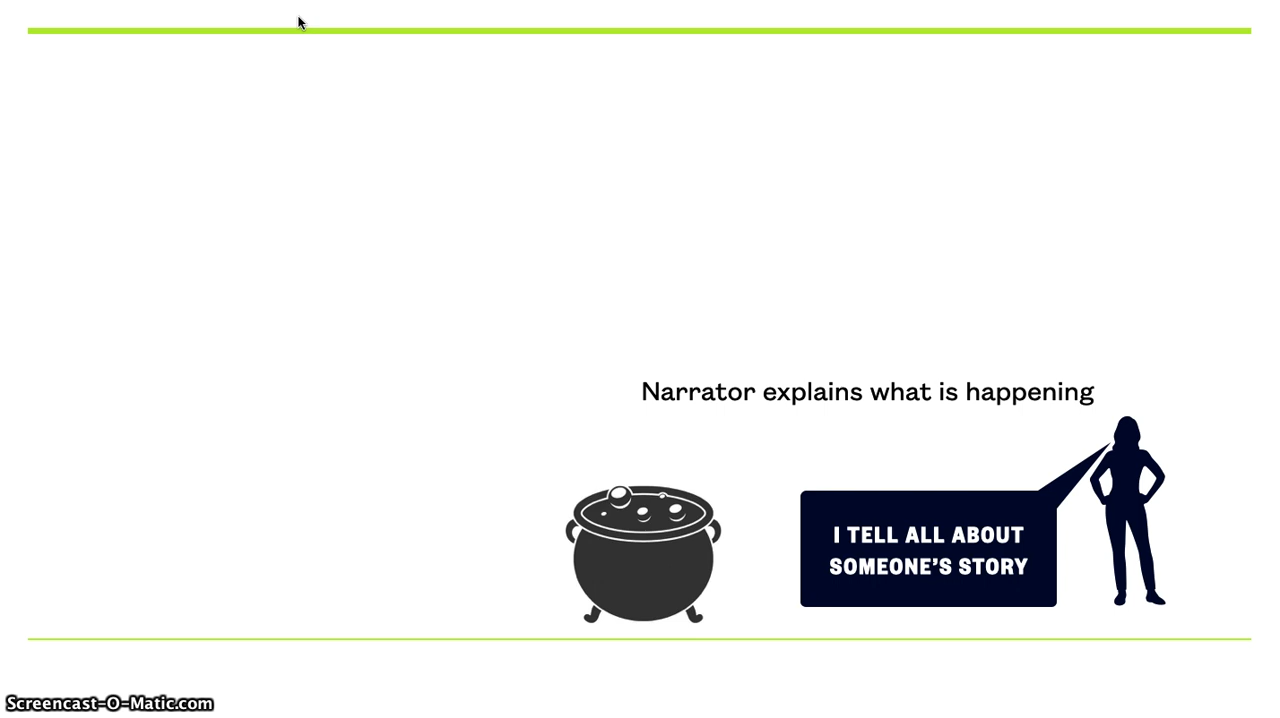 Narrator explains what is happening
I TELL ALL ABOUT
SOMEONE'S STORY
Screencast-O-Matic.com